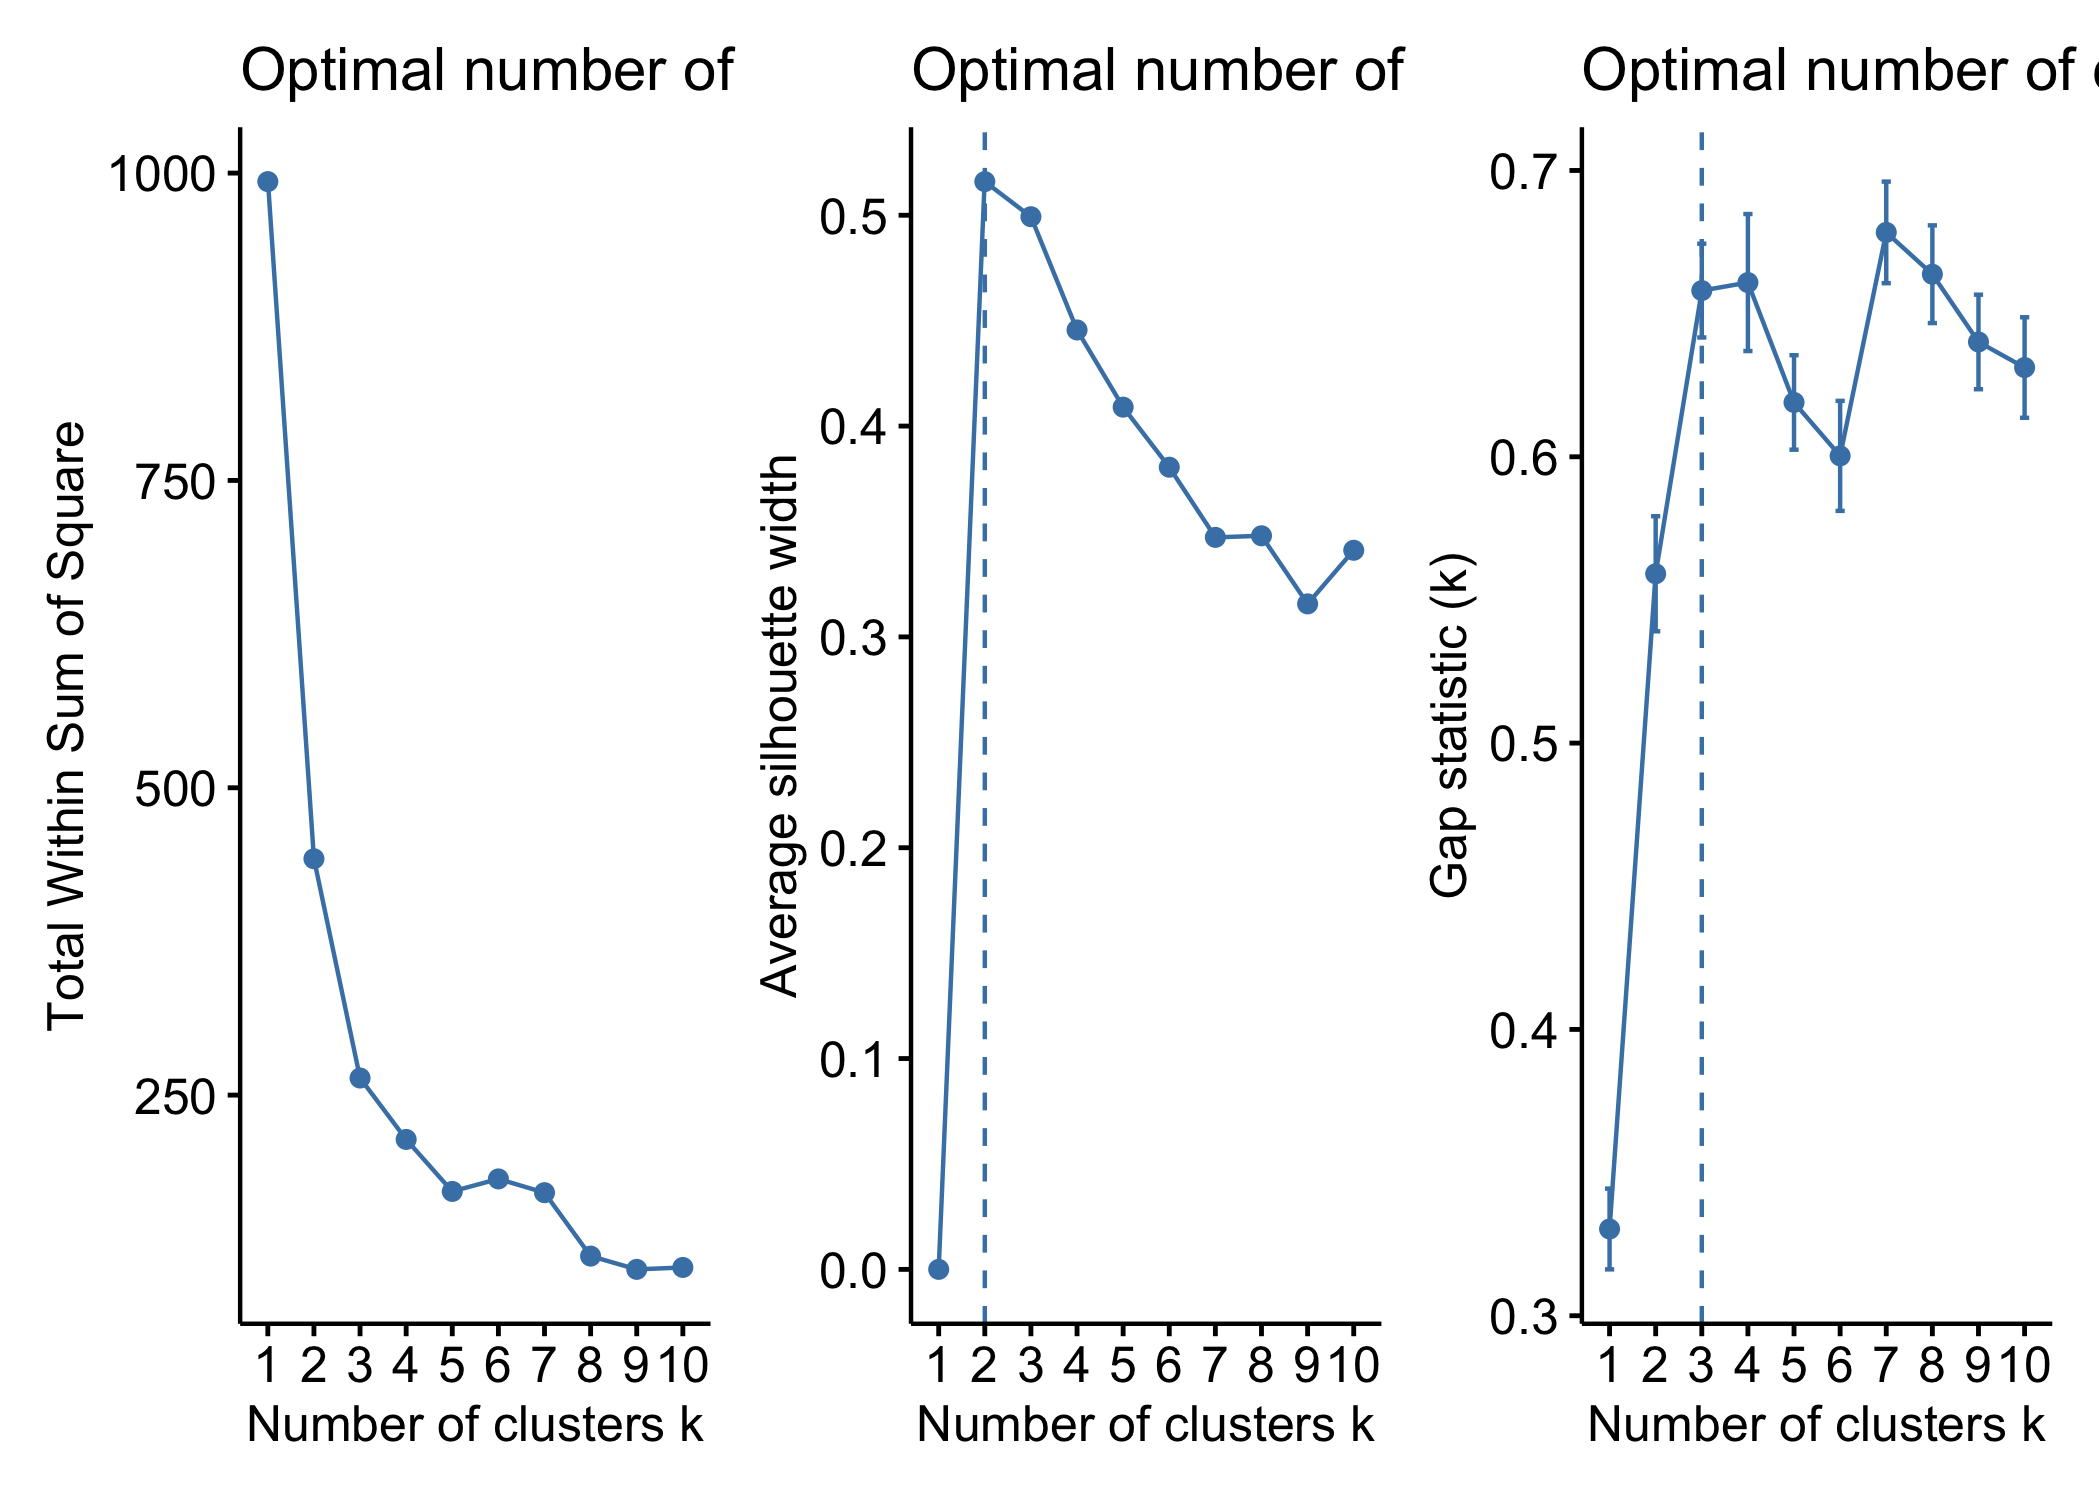 Optimal number of
Total Within Sum of Square
1000
750
500
250
1 2 3 4 5 6 7 8 9 10
Number of clusters k
Optimal number of
Average silhouette width
0.5
0.4
0.3
0.2
0.1
0.0
1 2 3 4 5 6 7 8 9 10
Number of clusters k
Optimal number of
Gap statistic (k)
0.7
0.6
0.5
0.4
0.3
1 2 3 4 5 6 7 8 9 10
Number of clusters k